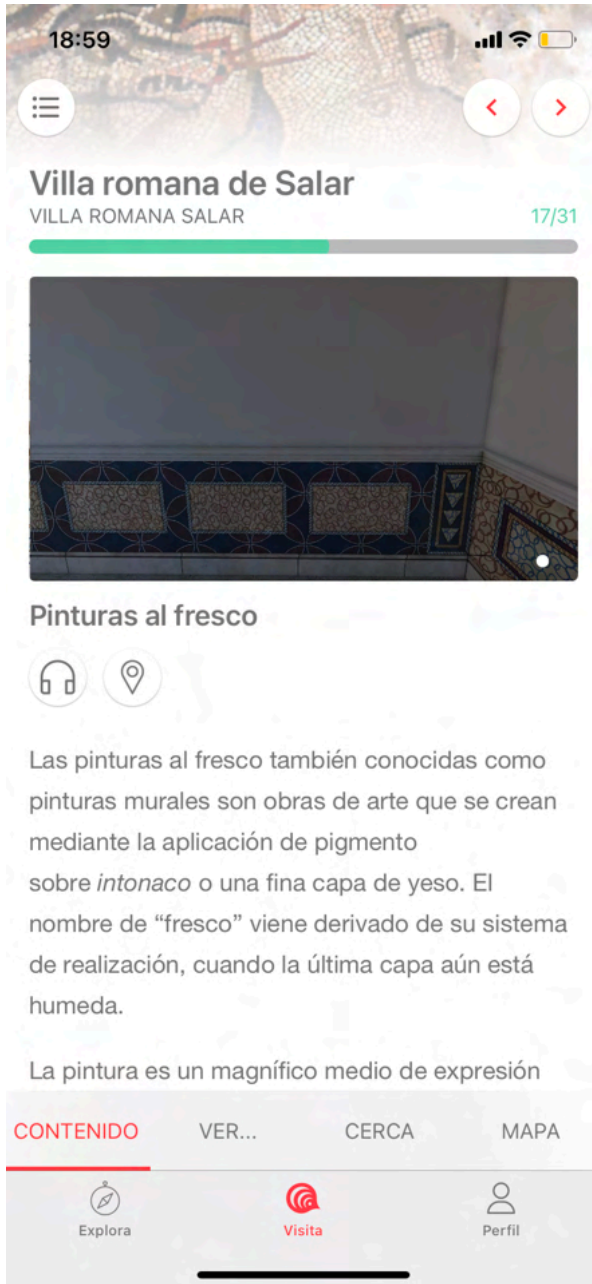 18:59
Villa romana de Salar
VILLA ROMANA SALAR
17/31
Pinturas al fresco
Las pinturas al fresco también conocidas como
pinturas murales son obras de arte que se crean
mediante la aplicación de pigmento
sobre intonaco o una fina capa de yeso. El
nombre de “fresco” viene derivado de su sistema
de realización, cuando la última capa aún está
humeda.
La pintura es un magnífico medio de expresión
CONTENIDO VER... CERCA MAPA
Explora Visita Perfil